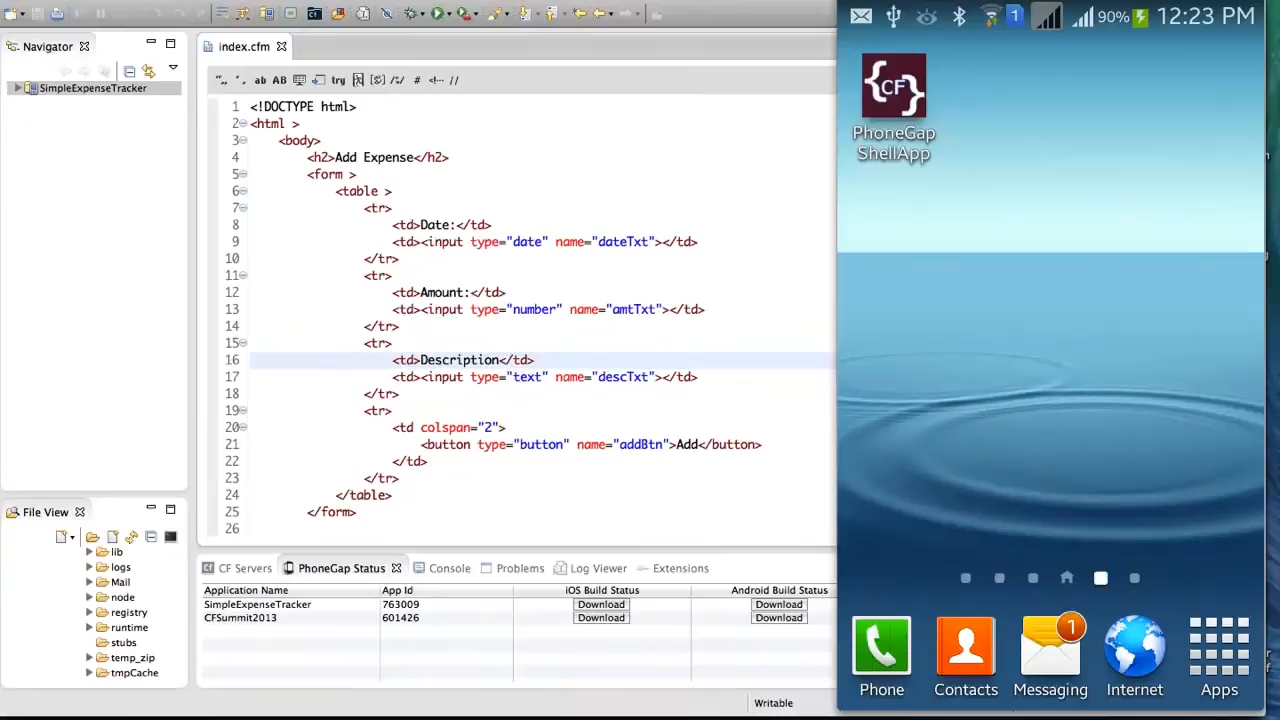 Navigator
SimpleExpenseTracker
index.cfm
" „ ' , ab AB try /*/ # <!-- //
1 <!DOCTYPE html>
2 <html >
3 <body>
4 <h2>Add Expense</h2>
5 <form >
6 <table >
7 <tr>
8 <td>Date:</td>
9 <td><input type="date" name="dateTxt"></td>
10 </tr>
11 <tr>
12 <td>Amount:</td>
13 <td><input type="number" name="amtTxt"></td>
14 </tr>
15 <tr>
16 <td>Description</td>
17 <td><input type="text" name="descTxt"></td>
18 </tr>
19 <tr>
20 <td colspan="2">
21 <button type="button" name="addBtn">Add</button>
22 </td>
23 </tr>
24 </table>
25 </form>
26
File View
lib
logs
Mail
node
registry
runtime
stubs
temp_zip
tmpCache
CF Servers PhoneGap Status Console Problems Log Viewer Extensions
Application Name App Id iOS Build Status Android Build Status
SimpleExpenseTracker 763009 Download Download
CFSummit2013 601426 Download Download
Writable
1 90% 12:23 PM
{CF}
PhoneGap
ShellApp
1
Phone Contacts Messaging Internet Apps